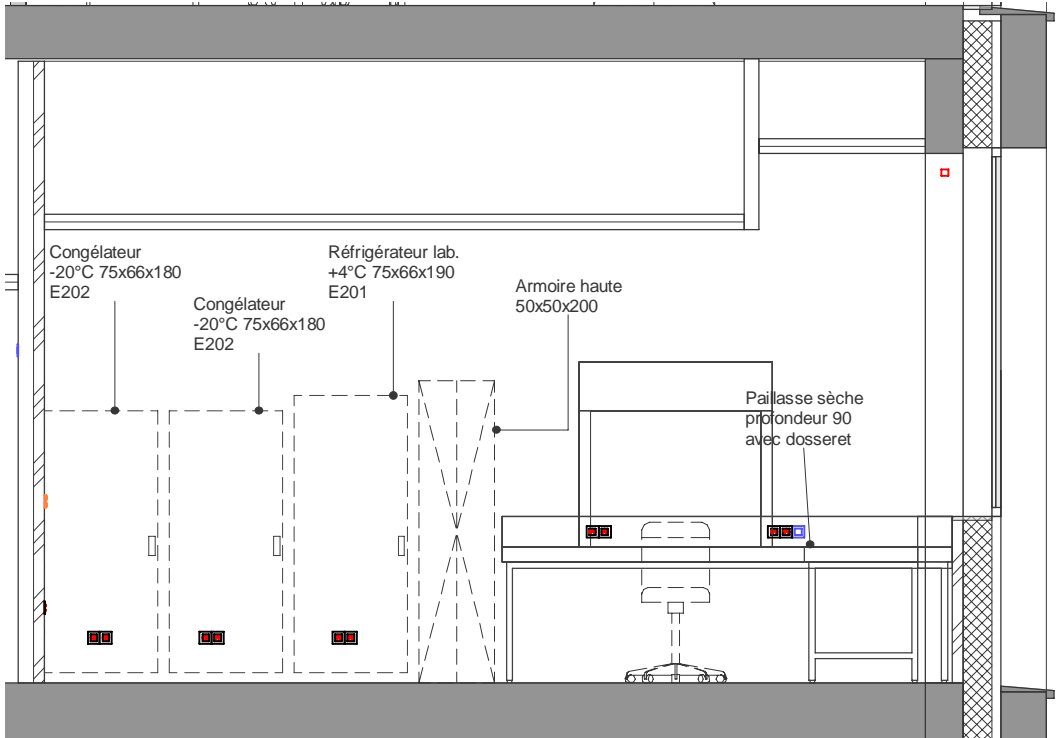 Congélateur
-20°C 75x66x180
E202
Congélateur
-20°C 75x66x180
E202
Réfrigérateur lab.
+4°C 75x66x190
E201
Armoire haute
50x50x200
Paillasse sèche
profondeur 90
avec dosseret